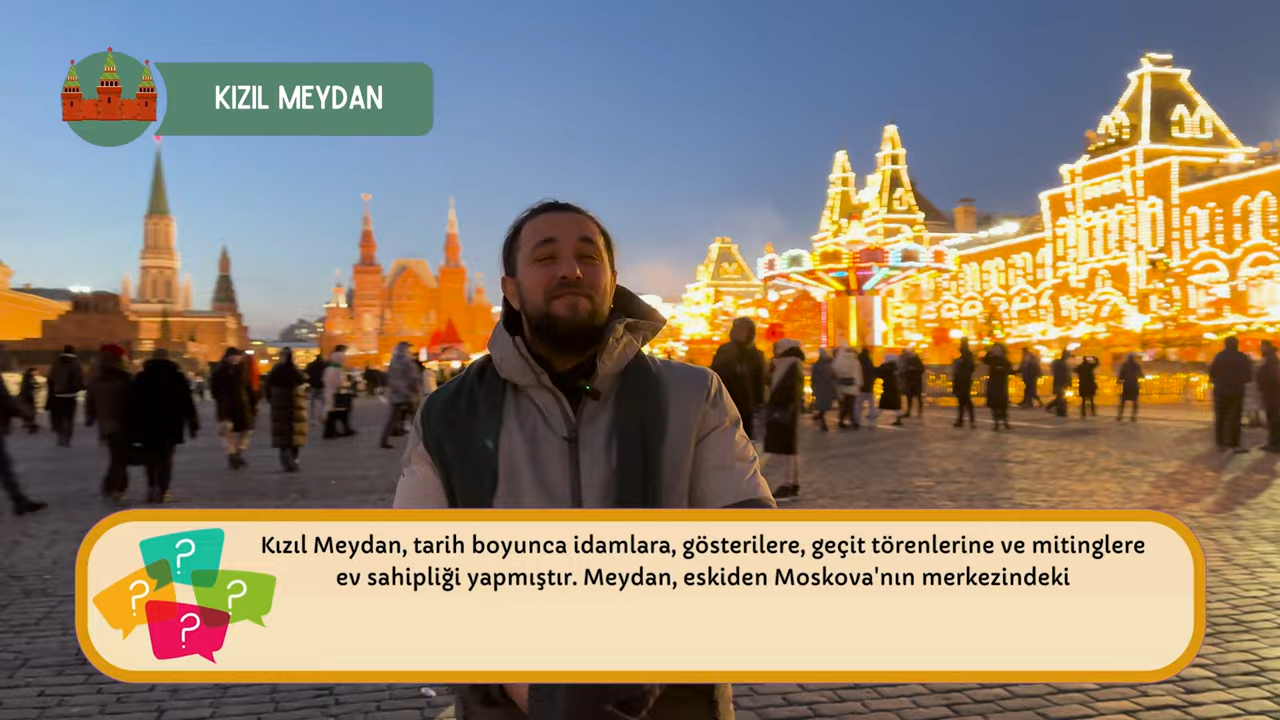 KIZIL MEYDAN
Kızıl Meydan, tarih boyunca idamlara, gösterilere, geçit törenlerine ve mitinglere
ev sahipliği yapmıştır. Meydan, eskiden Moskova'nın merkezindeki